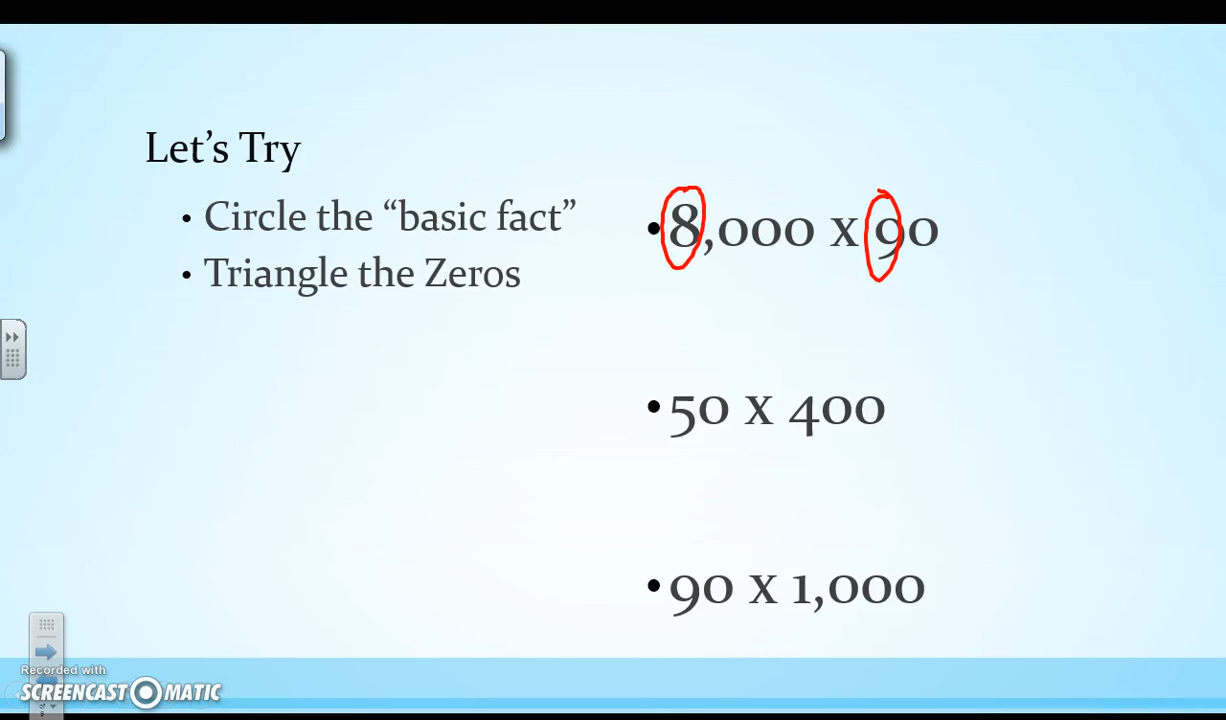 Let's Try
• Circle the “basic fact”
• Triangle the Zeros
• 8,000 x 90
• 50 x 400
• 90 x 1,000
Recorded with
SCREENCAST MATIC